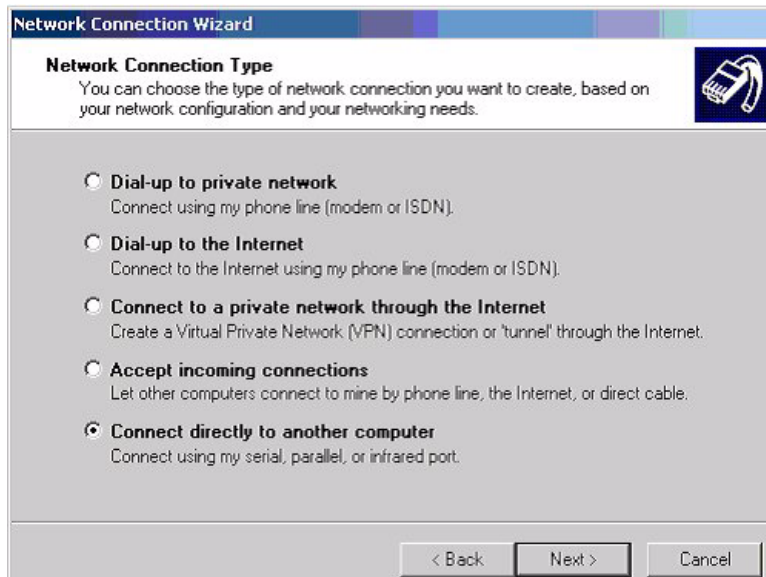 Network Connection Wizard
Network Connection Type
You can choose the type of network connection you want to create, based on
your network configuration and your networking needs.
Dial-up to private network
Connect using my phone line (modem or ISDN).
Dial-up to the Internet
Connect to the Internet using my phone line (modem or ISDN).
Connect to a private network through the Internet
Create a Virtual Private Network (VPN) connection or 'tunnel' through the Internet.
Accept incoming connections
Let other computers connect to mine by phone line, the Internet, or direct cable.
Connect directly to another computer
Connect using my serial, parallel, or infrared port.
< Back Next > Cancel